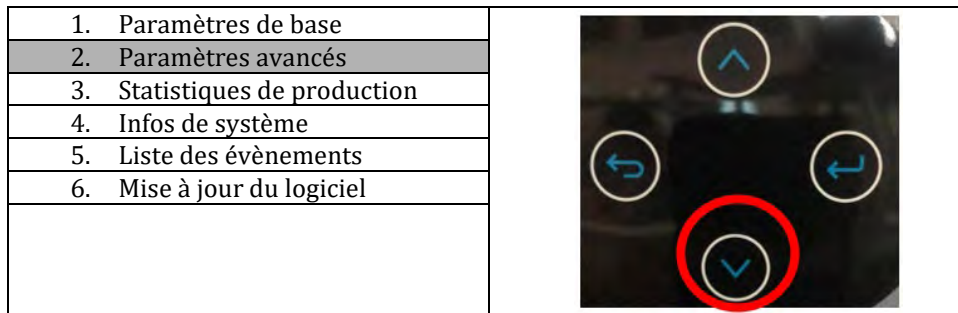 1. Paramètres de base
2. Paramètres avancés
3. Statistiques de production
4. Infos de système
5. Liste des évènements
6. Mise à jour du logiciel